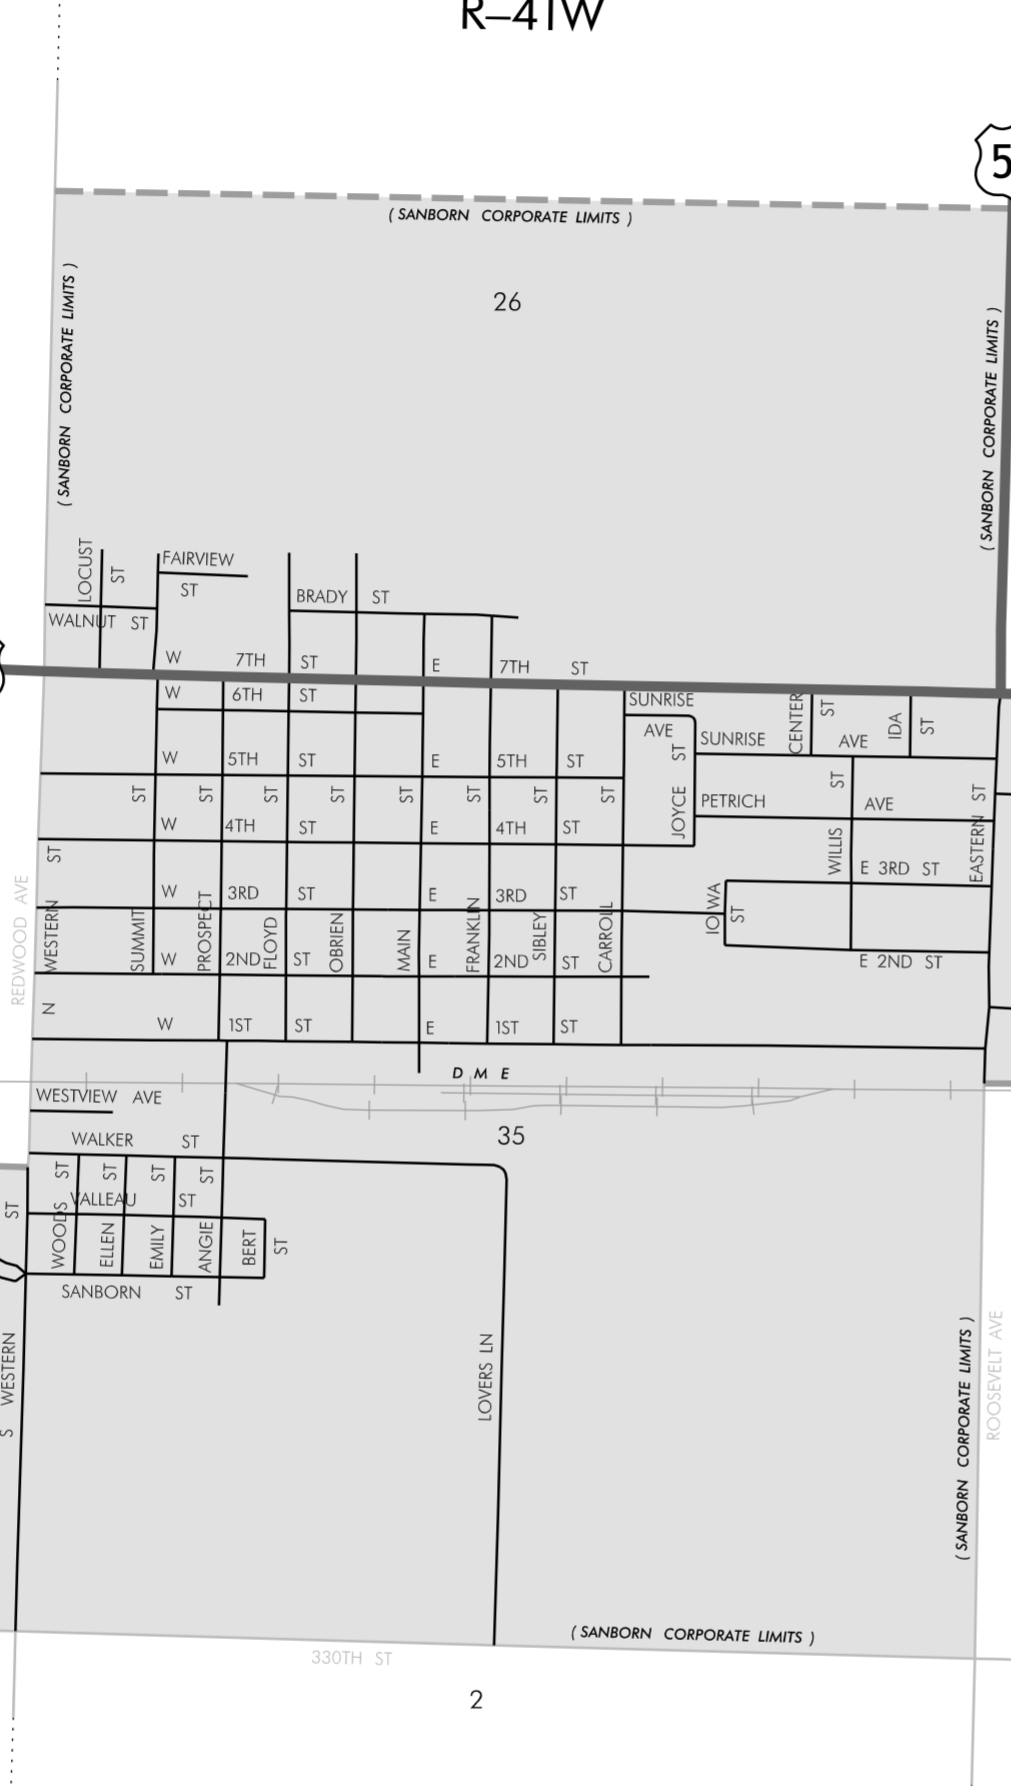 R–41W
5
( SANBORN CORPORATE LIMITS )
( SANBORN CORPORATE LIMITS )
26
( SANBORN CORPORATE LIMITS )
LOCUST ST
FAIRVIEW ST
BRADY ST
WALNUT ST
W 7TH ST E 7TH ST
W 6TH ST
SUNRISE AVE
CENTER ST
IDA ST
SUNRISE AVE
W 5TH ST E 5TH ST
JOYCE ST
PETRICH AVE
W 4TH ST E 4TH ST
WILLIS ST
EASTERN ST
E 3RD ST
W 3RD ST E 3RD ST
IOWA ST
REDWOOD AVE
N WESTERN ST
SUMMIT ST
PROSPECT ST
FLOYD ST
OBRIEN ST
MAIN ST
FRANKLIN ST
SIBLEY ST
CARROLL ST
W 2ND ST E 2ND ST
E 2ND ST
W 1ST ST E 1ST ST
D M E
WESTVIEW AVE
35
WALKER ST
VALLEAU ST
WOODS ST
ELLEN ST
EMILY ST
ANGIE ST
BERT ST
SANBORN ST
S WESTERN ST
LOVERS LN
ROOSEVELT AVE
( SANBORN CORPORATE LIMITS )
( SANBORN CORPORATE LIMITS )
330TH ST
2